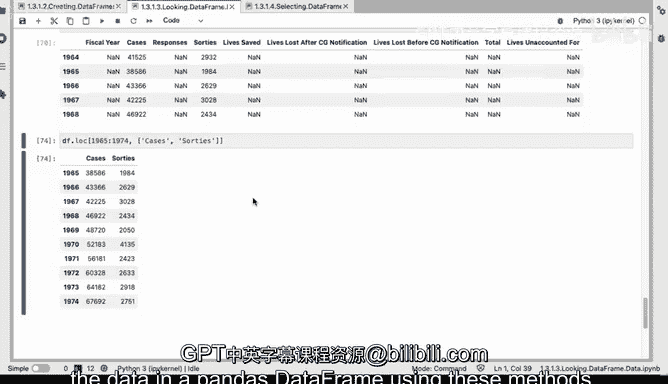 1.3.1.2.Creating.DataFrame
1.3.1.3.Looking.DataFrame.I
1.3.1.4.Selecting.DataFrame
Code
Python 3 (ipykernel)
[70]:
Fiscal Year Cases Responses Sorties Lives Saved Lives Lost After CG Notification Lives Lost Before CG Notification Total Lives Unaccounted For
1964 NaN 41525 NaN 2932 NaN NaN NaN NaN NaN
1965 NaN 38586 NaN 1984 NaN NaN NaN NaN NaN
1966 NaN 43366 NaN 2629 NaN NaN NaN NaN NaN
1967 NaN 42225 NaN 3028 NaN NaN NaN NaN NaN
1968 NaN 46922 NaN 2434 NaN NaN NaN NaN NaN
[74]: df.loc[1965:1974, ['Cases', 'Sorties']]
[74]: Cases Sorties
1965 38586 1984
1966 43366 2629
1967 42225 3028
1968 46922 2434
1969 48720 2050
1970 52183 4135
1971 56181 2423
1972 60328 2633
1973 64182 2918
1974 67692 2751
GPT中英字幕课程资源@bilibili.com
the data in a pandas DataFrame using these methods
Simple 0 12 Python 3 (ipykernel) | Idle Mode: Command Ln 1, Col 39 1.3.1.3.Looking.DataFrame.Data.ipynb